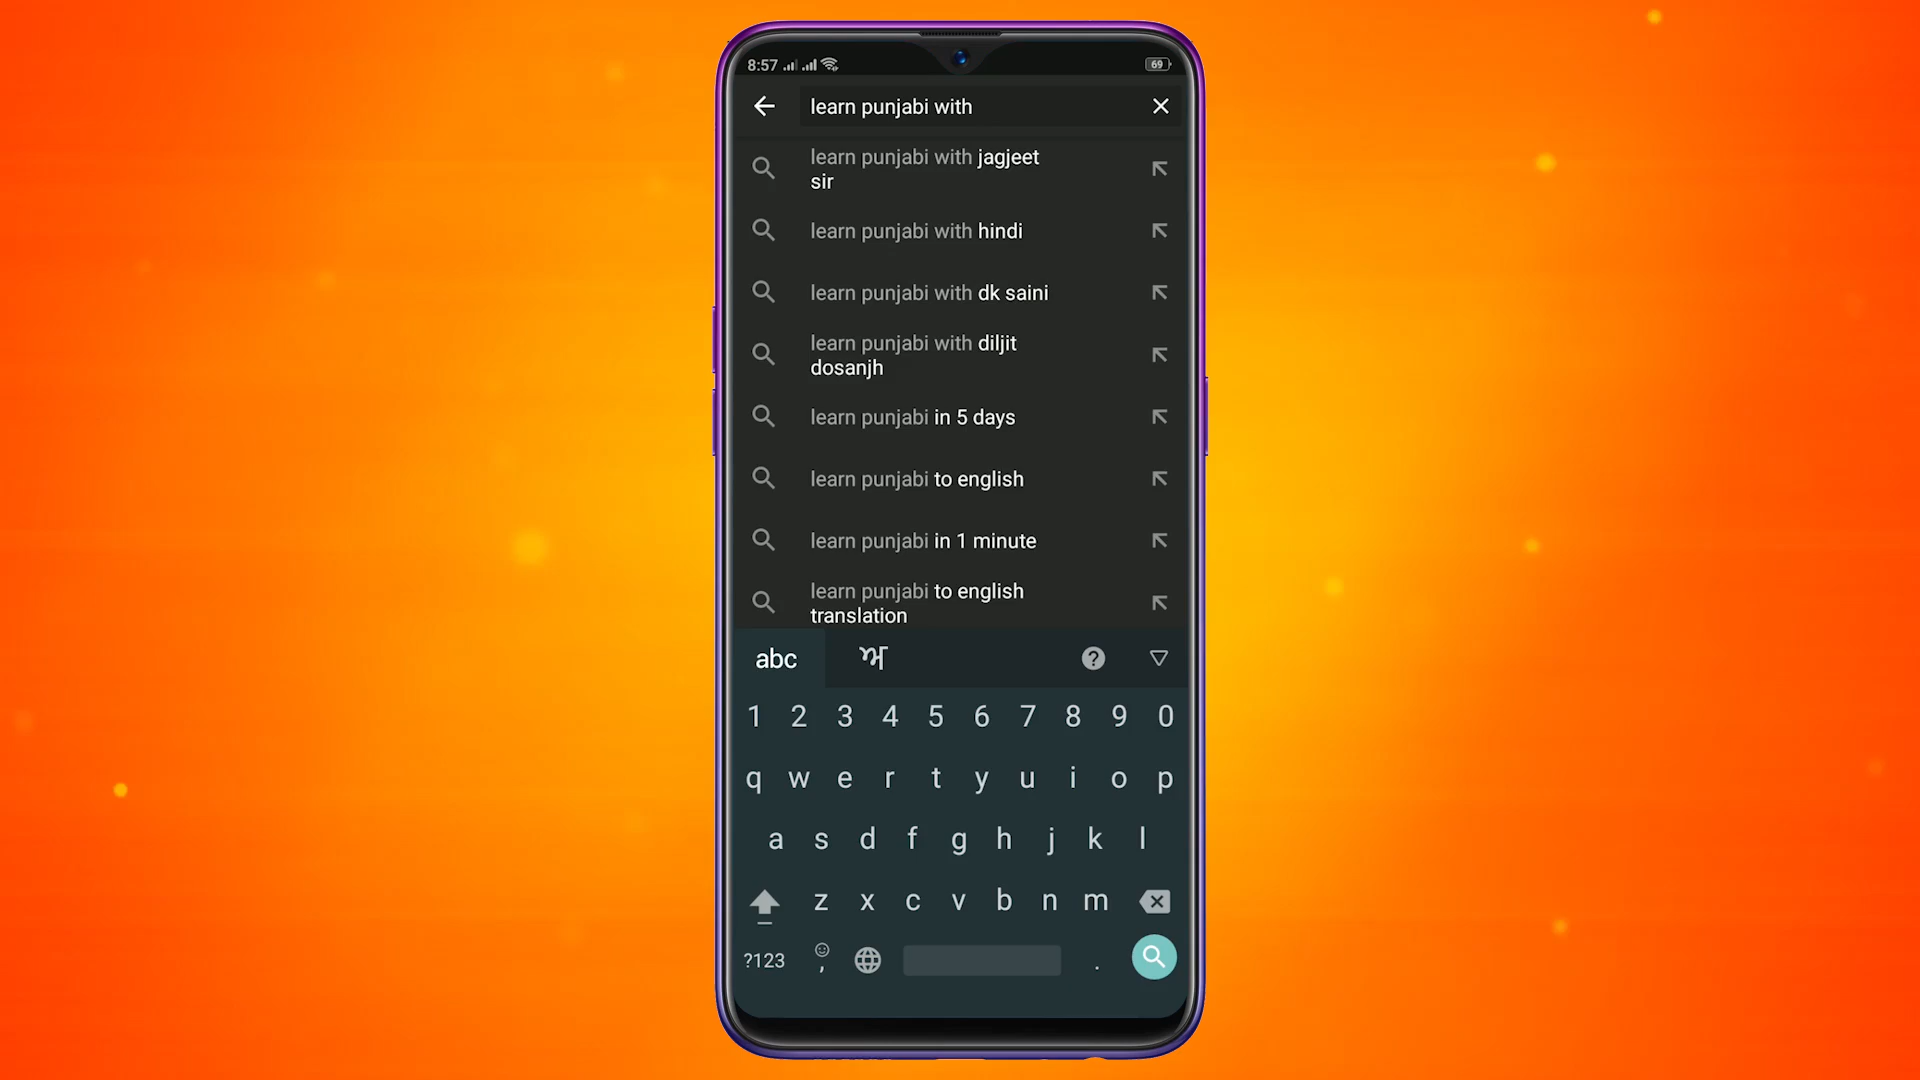 8:57
69
learn punjabi with
learn punjabi with jagjeet
sir
learn punjabi with hindi
learn punjabi with dk saini
learn punjabi with diljit
dosanjh
learn punjabi in 5 days
learn punjabi to english
learn punjabi in 1 minute
learn punjabi to english
translation
abc ਅ ?
1 2 3 4 5 6 7 8 9 0
q w e r t y u i o p
a s d f g h j k l
z x c v b n m
?123 , .